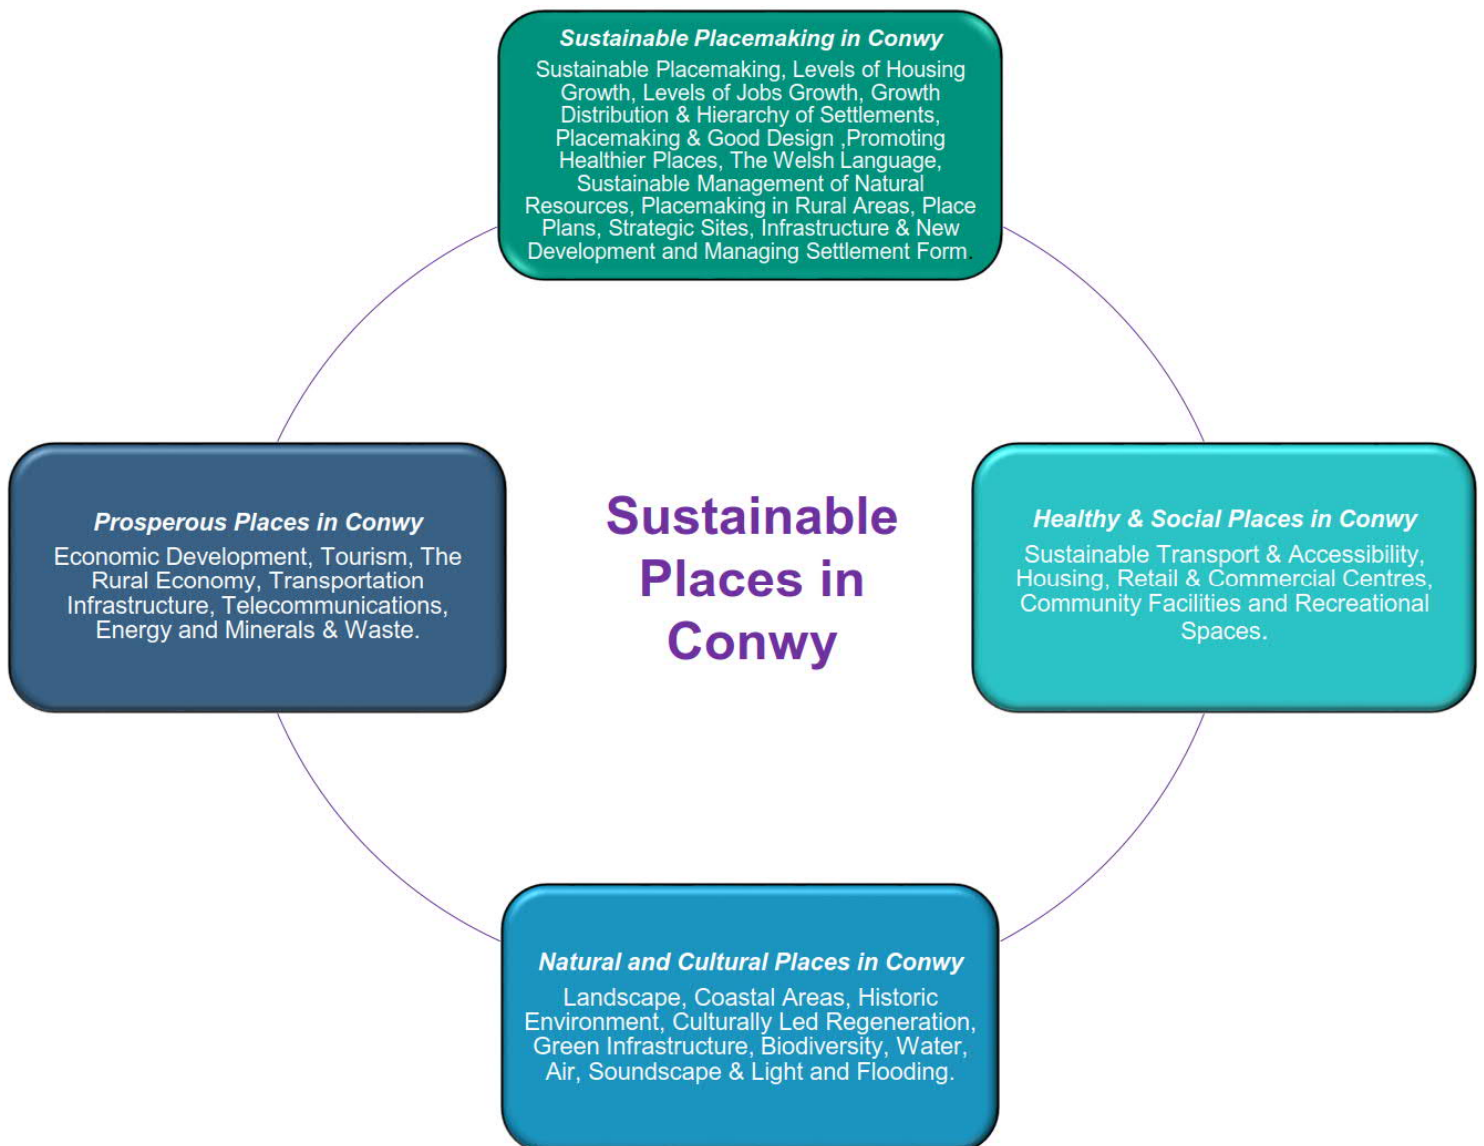 Sustainable Placemaking in Conwy
Sustainable Placemaking, Levels of Housing
Growth, Levels of Jobs Growth, Growth
Distribution & Hierarchy of Settlements,
Placemaking & Good Design ,Promoting
Healthier Places, The Welsh Language,
Sustainable Management of Natural
Resources, Placemaking in Rural Areas, Place
Plans, Strategic Sites, Infrastructure & New
Development and Managing Settlement Form.
Prosperous Places in Conwy
Economic Development, Tourism, The
Rural Economy, Transportation
Infrastructure, Telecommunications,
Energy and Minerals & Waste.
Sustainable
Places in
Conwy
Healthy & Social Places in Conwy
Sustainable Transport & Accessibility,
Housing, Retail & Commercial Centres,
Community Facilities and Recreational
Spaces.
Natural and Cultural Places in Conwy
Landscape, Coastal Areas, Historic
Environment, Culturally Led Regeneration,
Green Infrastructure, Biodiversity, Water,
Air, Soundscape & Light and Flooding.